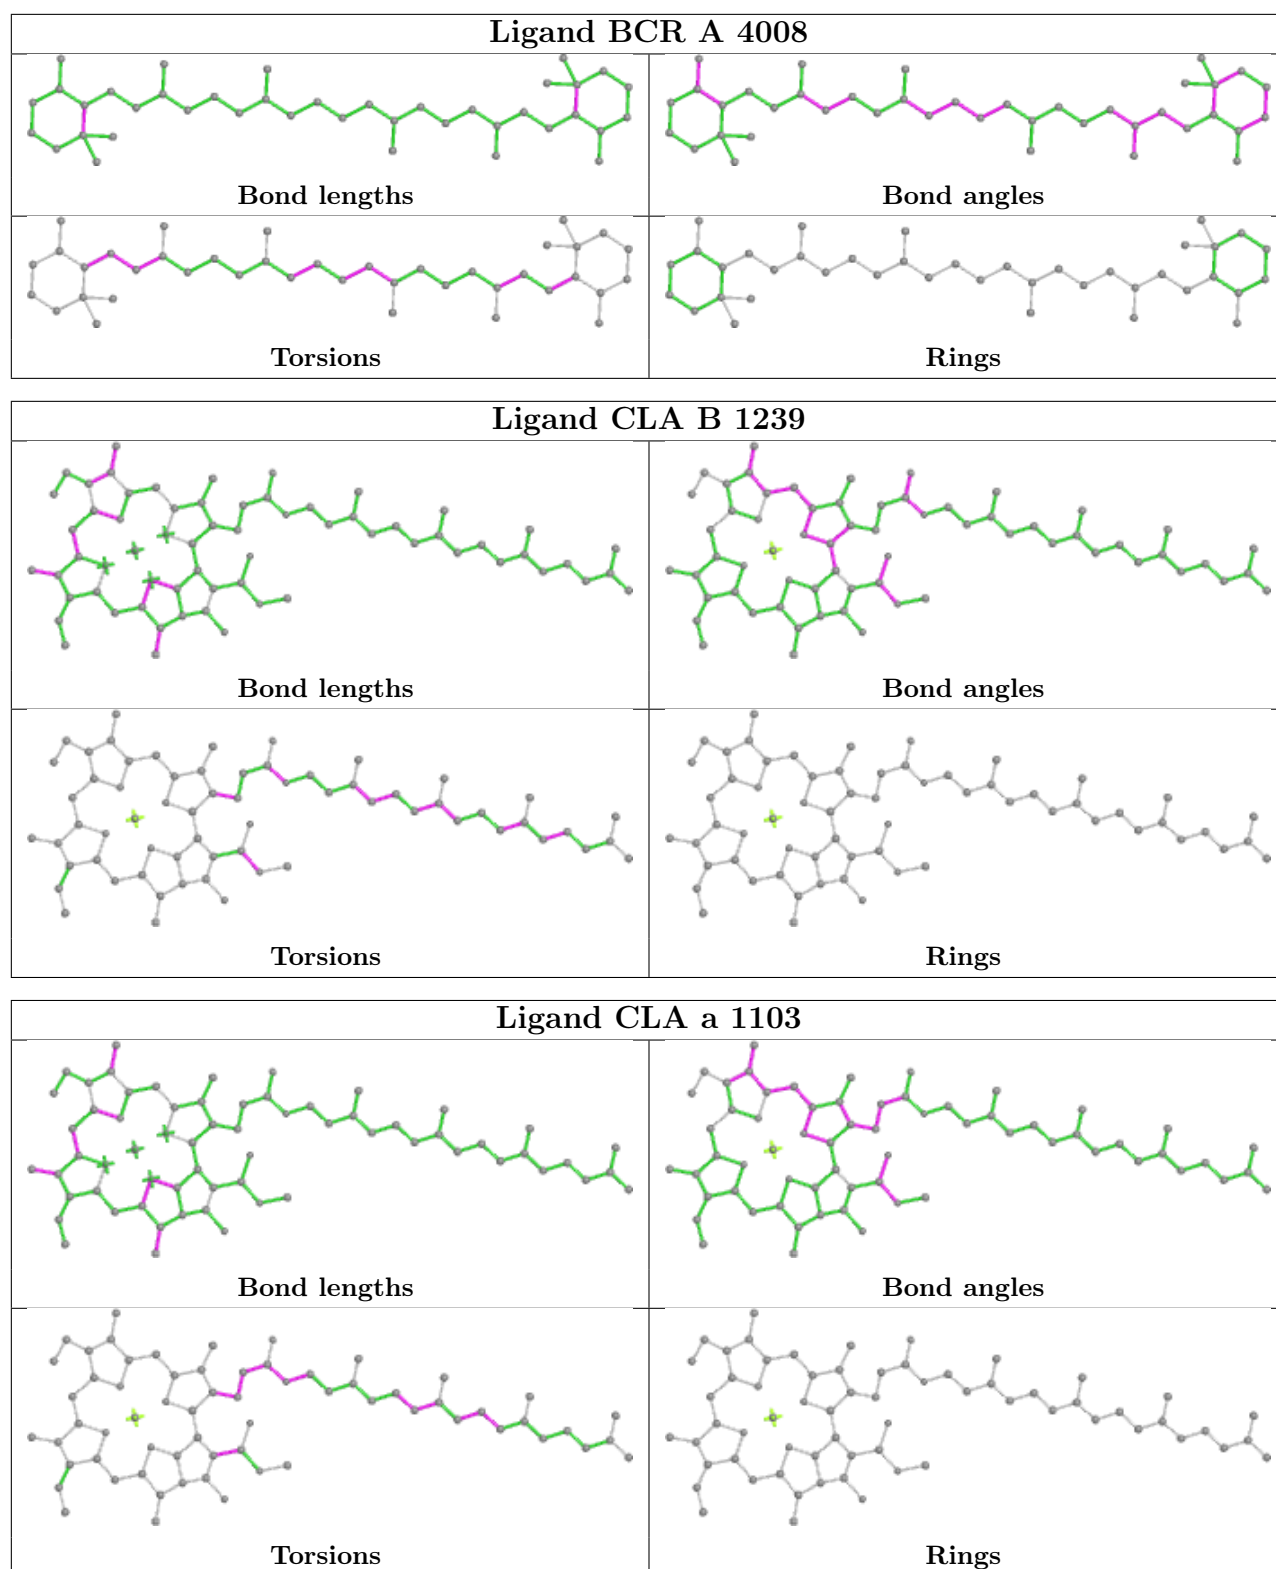 Ligand BCR A 4008
Bond lengths
Bond angles
Torsions
Rings
Ligand CLA B 1239
Bond lengths
Bond angles
Torsions
Rings
Ligand CLA a 1103
Bond lengths
Bond angles
Torsions
Rings